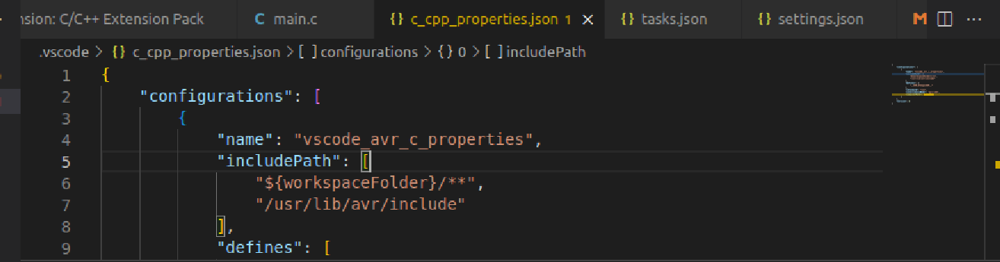 nsion: C/C++ Extension Pack C main.c {} c_cpp_properties.json 1 × {} tasks.json {} settings.json M ...
.vscode > {} c_cpp_properties.json > [ ] configurations > {} 0 > [ ] includePath
1 {
2 "configurations": [
3 {
4 "name": "vscode_avr_c_properties",
5 "includePath": [
6 "${workspaceFolder}/**",
7 "/usr/lib/avr/include"
8 ],
9 "defines": [